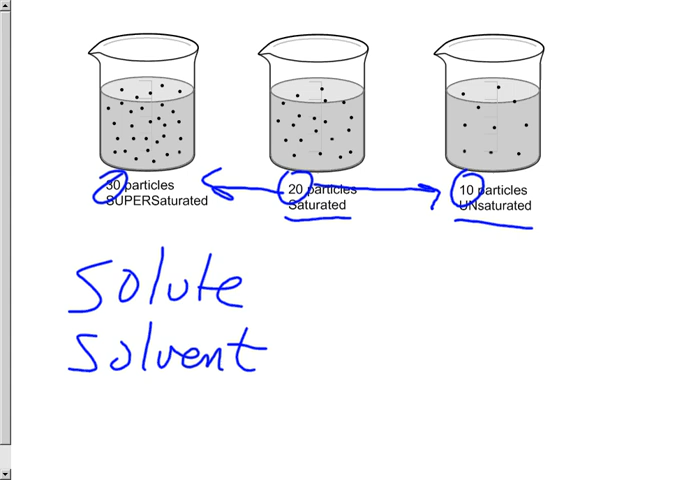 30 particles
SUPERSaturated
20 particles
Saturated
10 particles
UNsaturated
Solute
Solvent